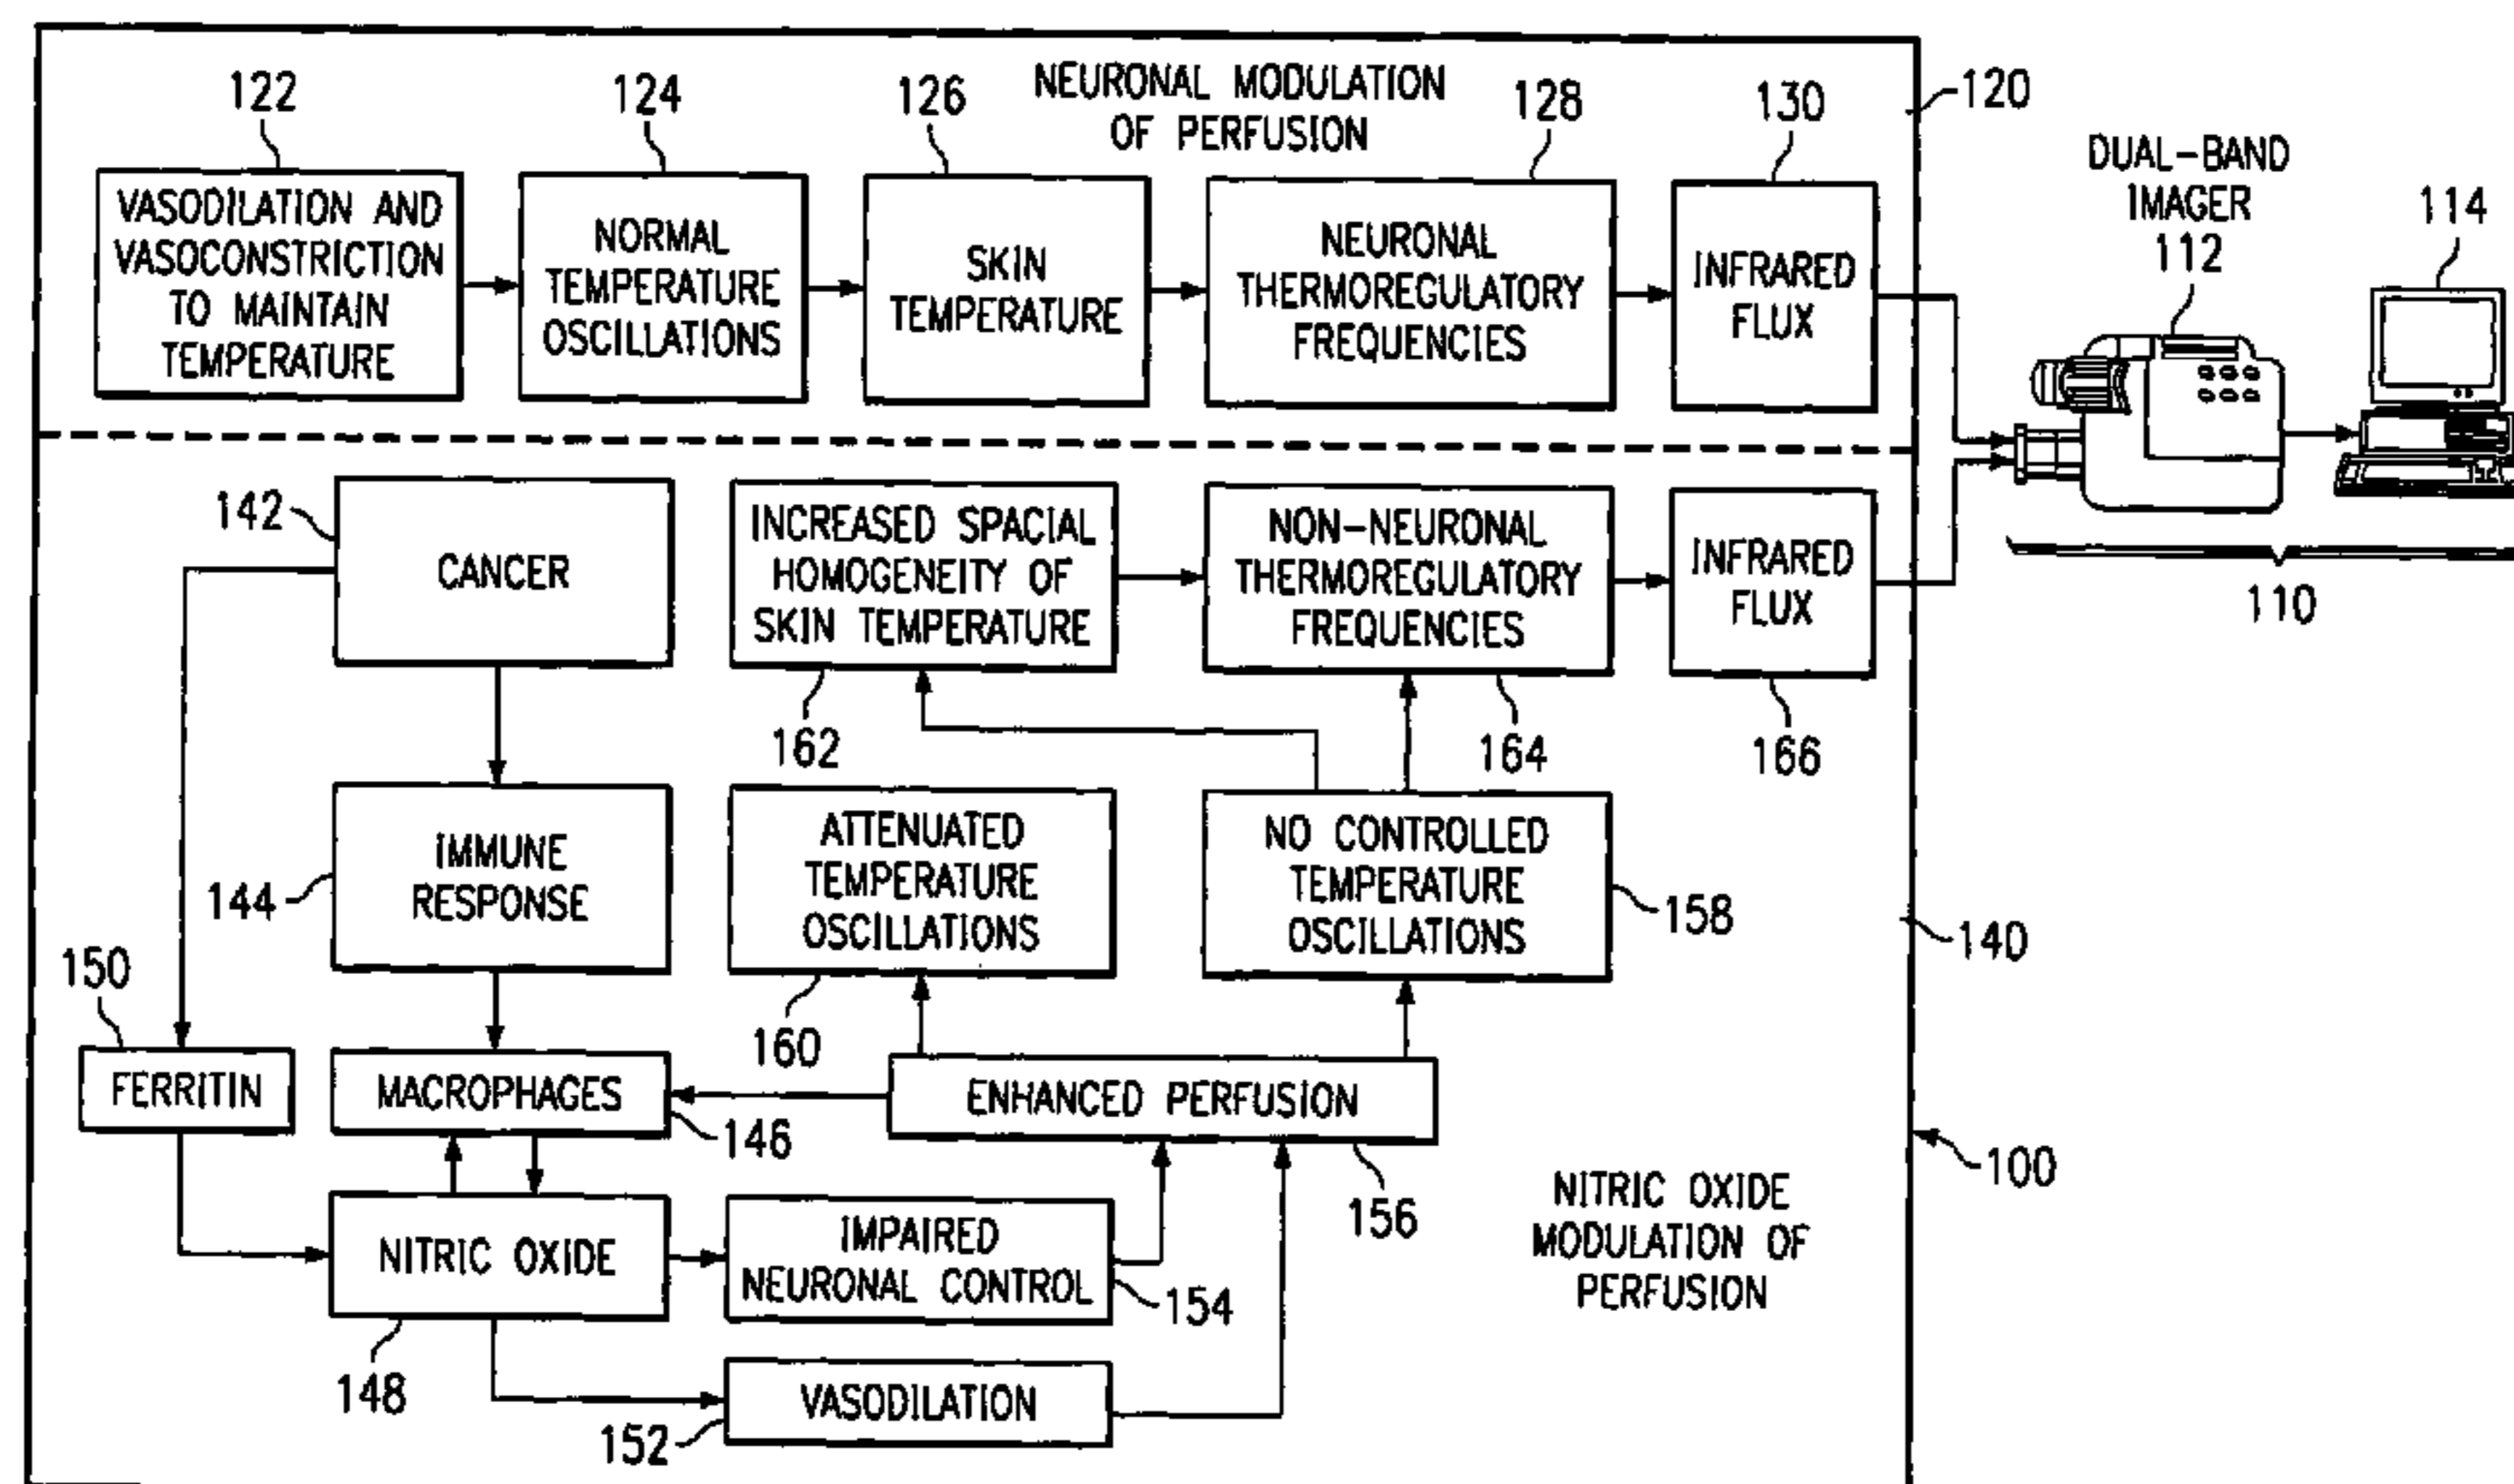 NEURONAL MODULATION
OF PERFUSION
122
124
126
128
130
120
VASODILATION AND
VASOCONSTRICTION
TO MAINTAIN
TEMPERATURE
NORMAL
TEMPERATURE
OSCILLATIONS
SKIN
TEMPERATURE
NEURONAL
THERMOREGULATORY
FREQUENCIES
INFRARED
FLUX
DUAL-BAND
IMAGER
112
114
110
142
CANCER
INCREASED SPACIAL
HOMOGENEITY OF
SKIN TEMPERATURE
NON-NEURONAL
THERMOREGULATORY
FREQUENCIES
INFRARED
FLUX
162
164
166
144
IMMUNE
RESPONSE
ATTENUATED
TEMPERATURE
OSCILLATIONS
NO CONTROLLED
TEMPERATURE
OSCILLATIONS
158
140
150
160
FERRITIN
MACROPHAGES
146
ENHANCED PERFUSION
156
100
NITRIC OXIDE
IMPAIRED
NEURONAL CONTROL
154
NITRIC OXIDE
MODULATION OF
PERFUSION
148
152
VASODILATION